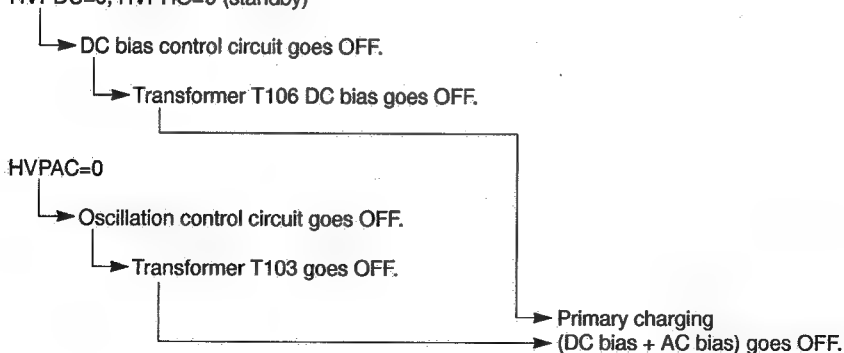 (standby)
DC bias control circuit goes OFF.
Transformer T106 DC bias goes OFF.
HVPAC=0
Oscillation control circuit goes OFF.
Transformer T103 goes OFF.
Primary charging
(DC bias + AC bias) goes OFF.